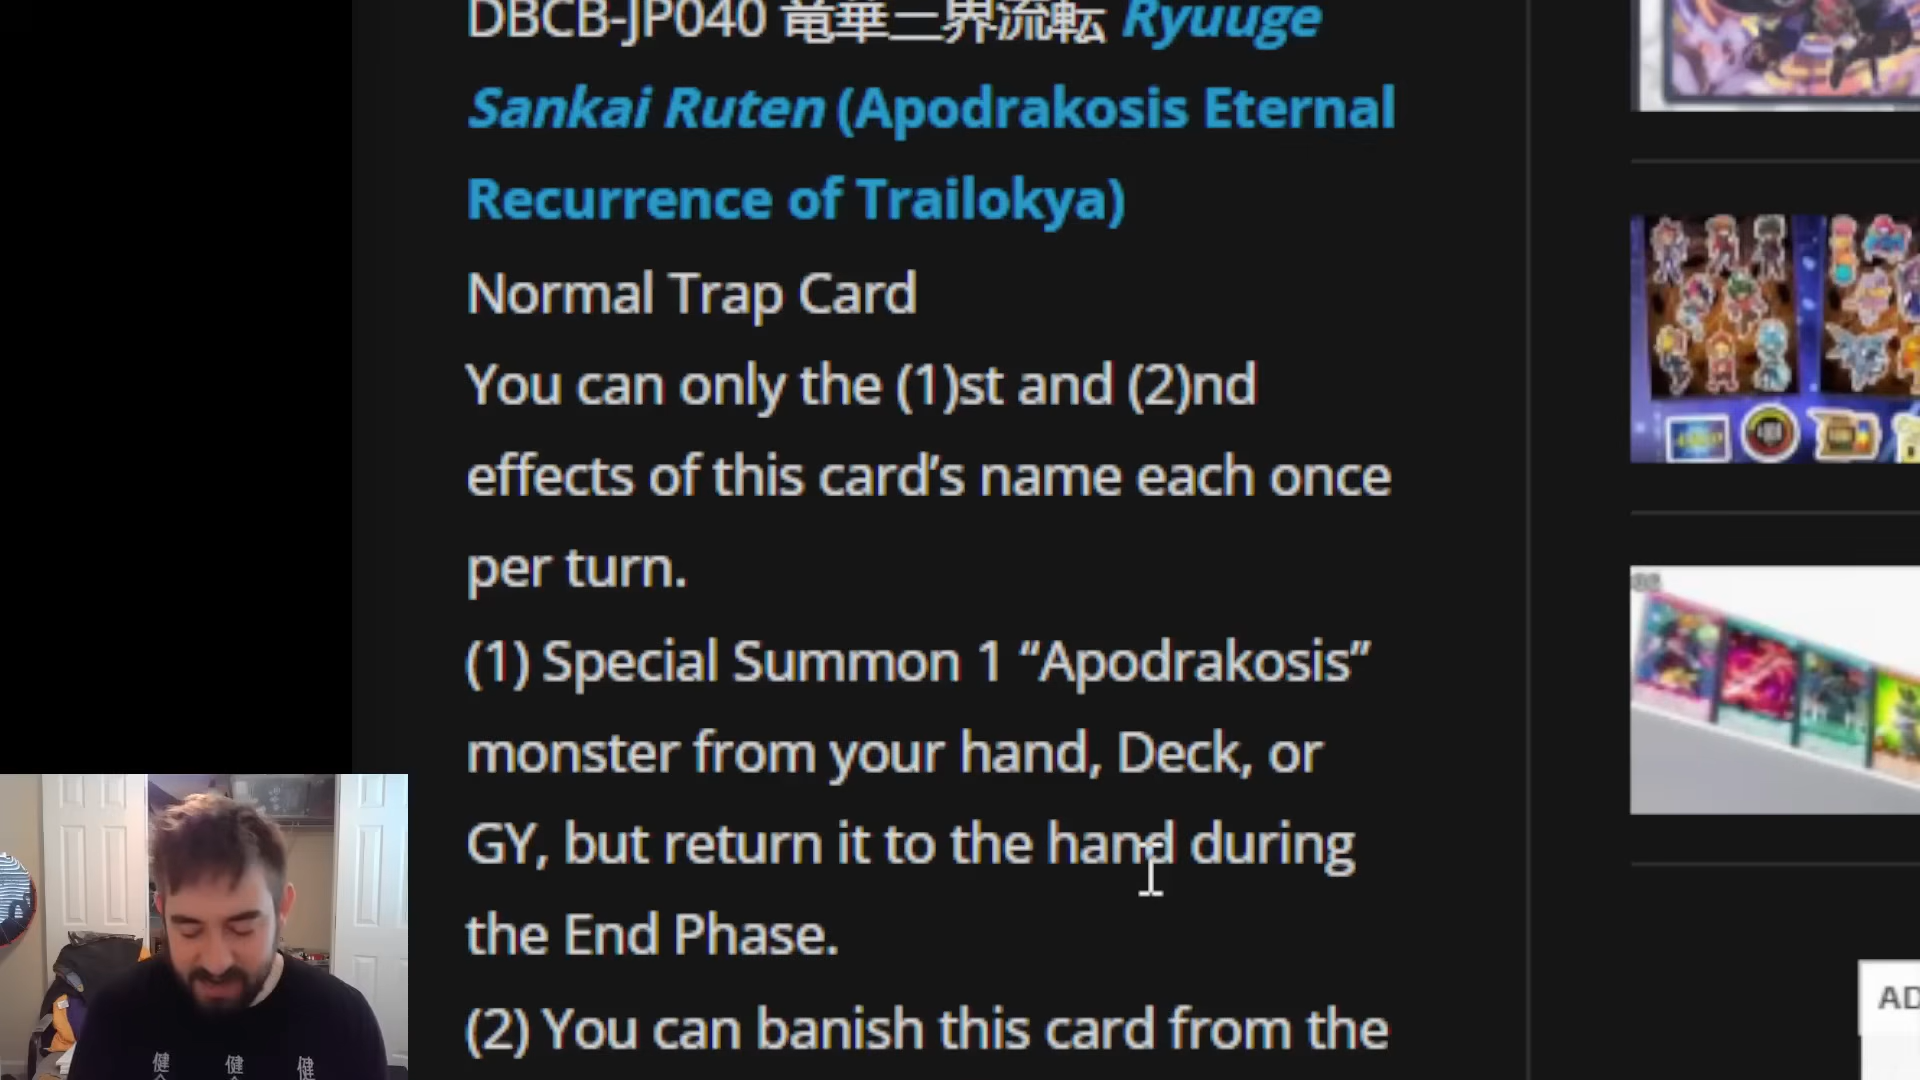 DBCB-JP040 竜華三界流転 Ryuuge
Sankai Ruten (Apodrakosis Eternal
Recurrence of Trailokya)
Normal Trap Card
You can only the (1)st and (2)nd
effects of this card’s name each once
per turn.
(1) Special Summon 1 “Apodrakosis”
monster from your hand, Deck, or
GY, but return it to the hand during
the End Phase.
(2) You can banish this card from the
AD
健 健 健